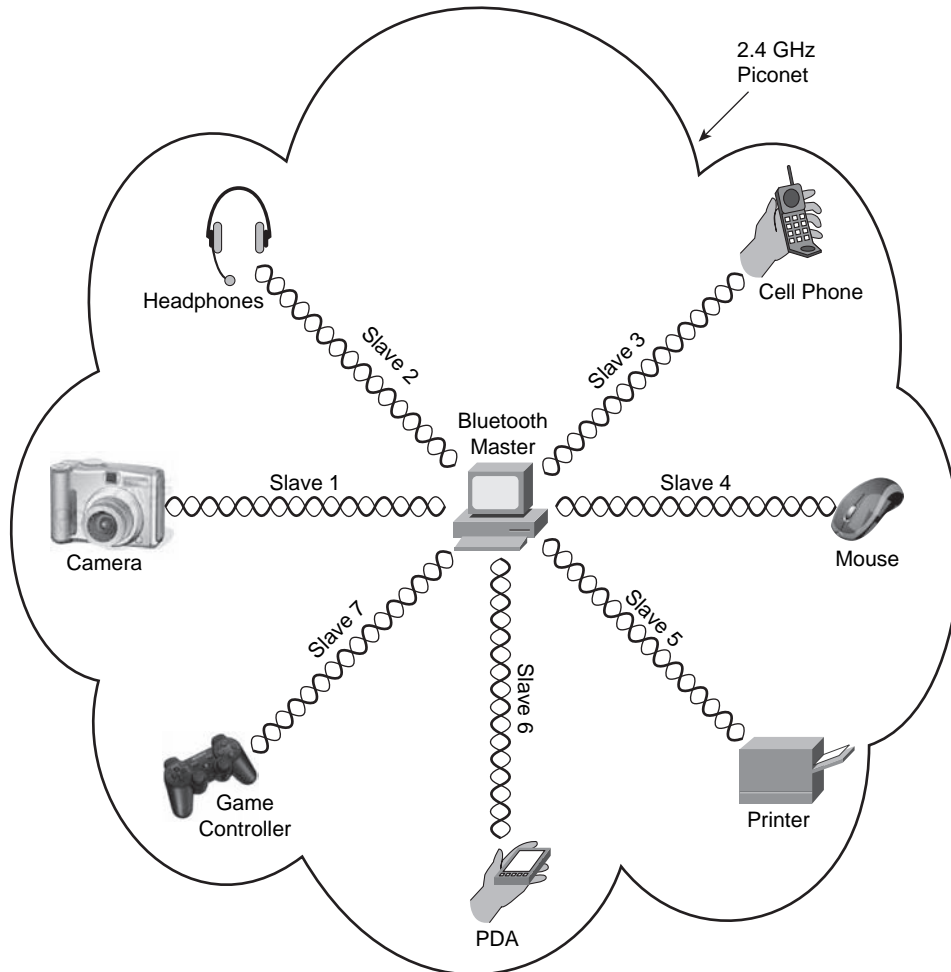 2.4 GHz
Piconet
Headphones
Cell Phone
Slave 2
Slave 3
Bluetooth
Master
Slave 1
Slave 4
Camera
Mouse
Slave 7
Slave 5
Slave 6
Game
Controller
Printer
PDA